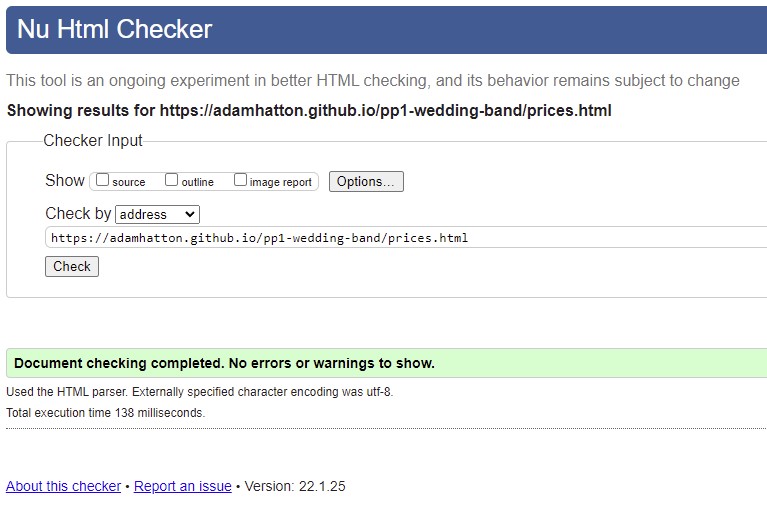 Nu Html Checker
This tool is an ongoing experiment in better HTML checking, and its behavior remains subject to change
Showing results for https://adamhatton.github.io/pp1-wedding-band/prices.html
Checker Input
Show source outline image report Options...
Check by address
https://adamhatton.github.io/pp1-wedding-band/prices.html
Check
Document checking completed. No errors or warnings to show.
Used the HTML parser. Externally specified character encoding was utf-8.
Total execution time 138 milliseconds.
About this checker • Report an issue • Version: 22.1.25